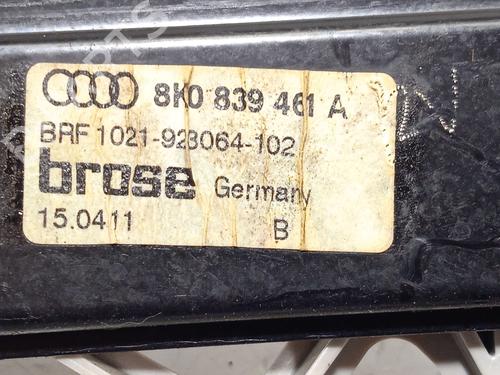 8K0 839 461 A
BRF 1021-923064-102
brose Germany
15.0411 B